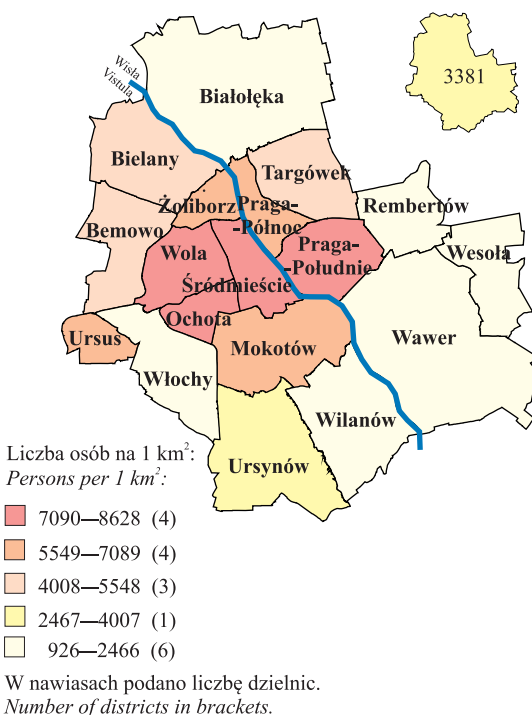 Wisła
Vistula
3381
Białołęka
Bielany
Targówek
Żoliborz
Praga-
-Północ
Rembertów
Bemowo
Wola
Praga-
-Południe
Wesoła
Śródmieście
Ochota
Ursus
Mokotów
Wawer
Włochy
Wilanów
Ursynów
Liczba osób na 1 km²:
Persons per 1 km²:
7090—8628 (4)
5549—7089 (4)
4008—5548 (3)
2467—4007 (1)
926—2466 (6)
W nawiasach podano liczbę dzielnic.
Number of districts in brackets.